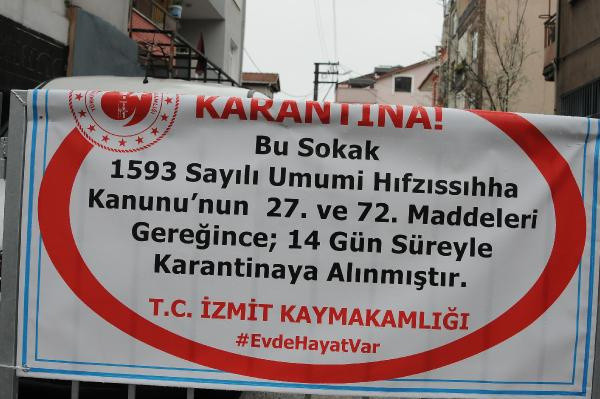 KARANTİNA!
Bu Sokak
1593 Sayılı Umumi Hıfzıssıhha
Kanunu'nun 27. ve 72. Maddeleri
Gereğince; 14 Gün Süreyle
Karantinaya Alınmıştır.
T.C. İZMİT KAYMAKAMLIĞI
#EvdeHayatVar